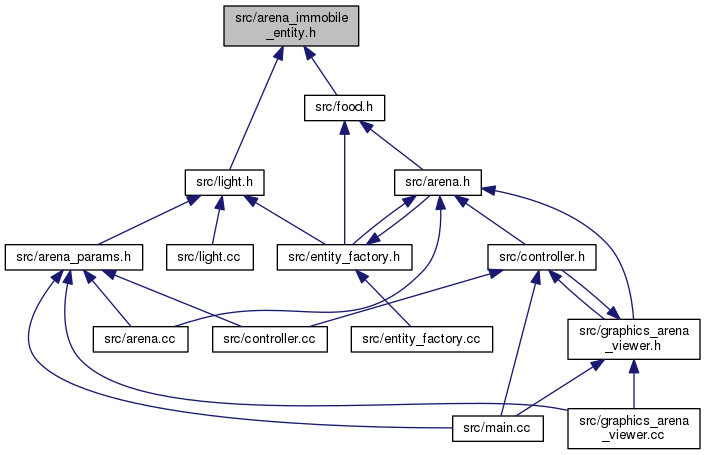 src/arena_immobile
_entity.h
src/food.h
src/light.h
src/arena.h
src/arena_params.h
src/light.cc
src/entity_factory.h
src/controller.h
src/arena.cc
src/controller.cc
src/entity_factory.cc
src/graphics_arena
_viewer.h
src/main.cc
src/graphics_arena
_viewer.cc